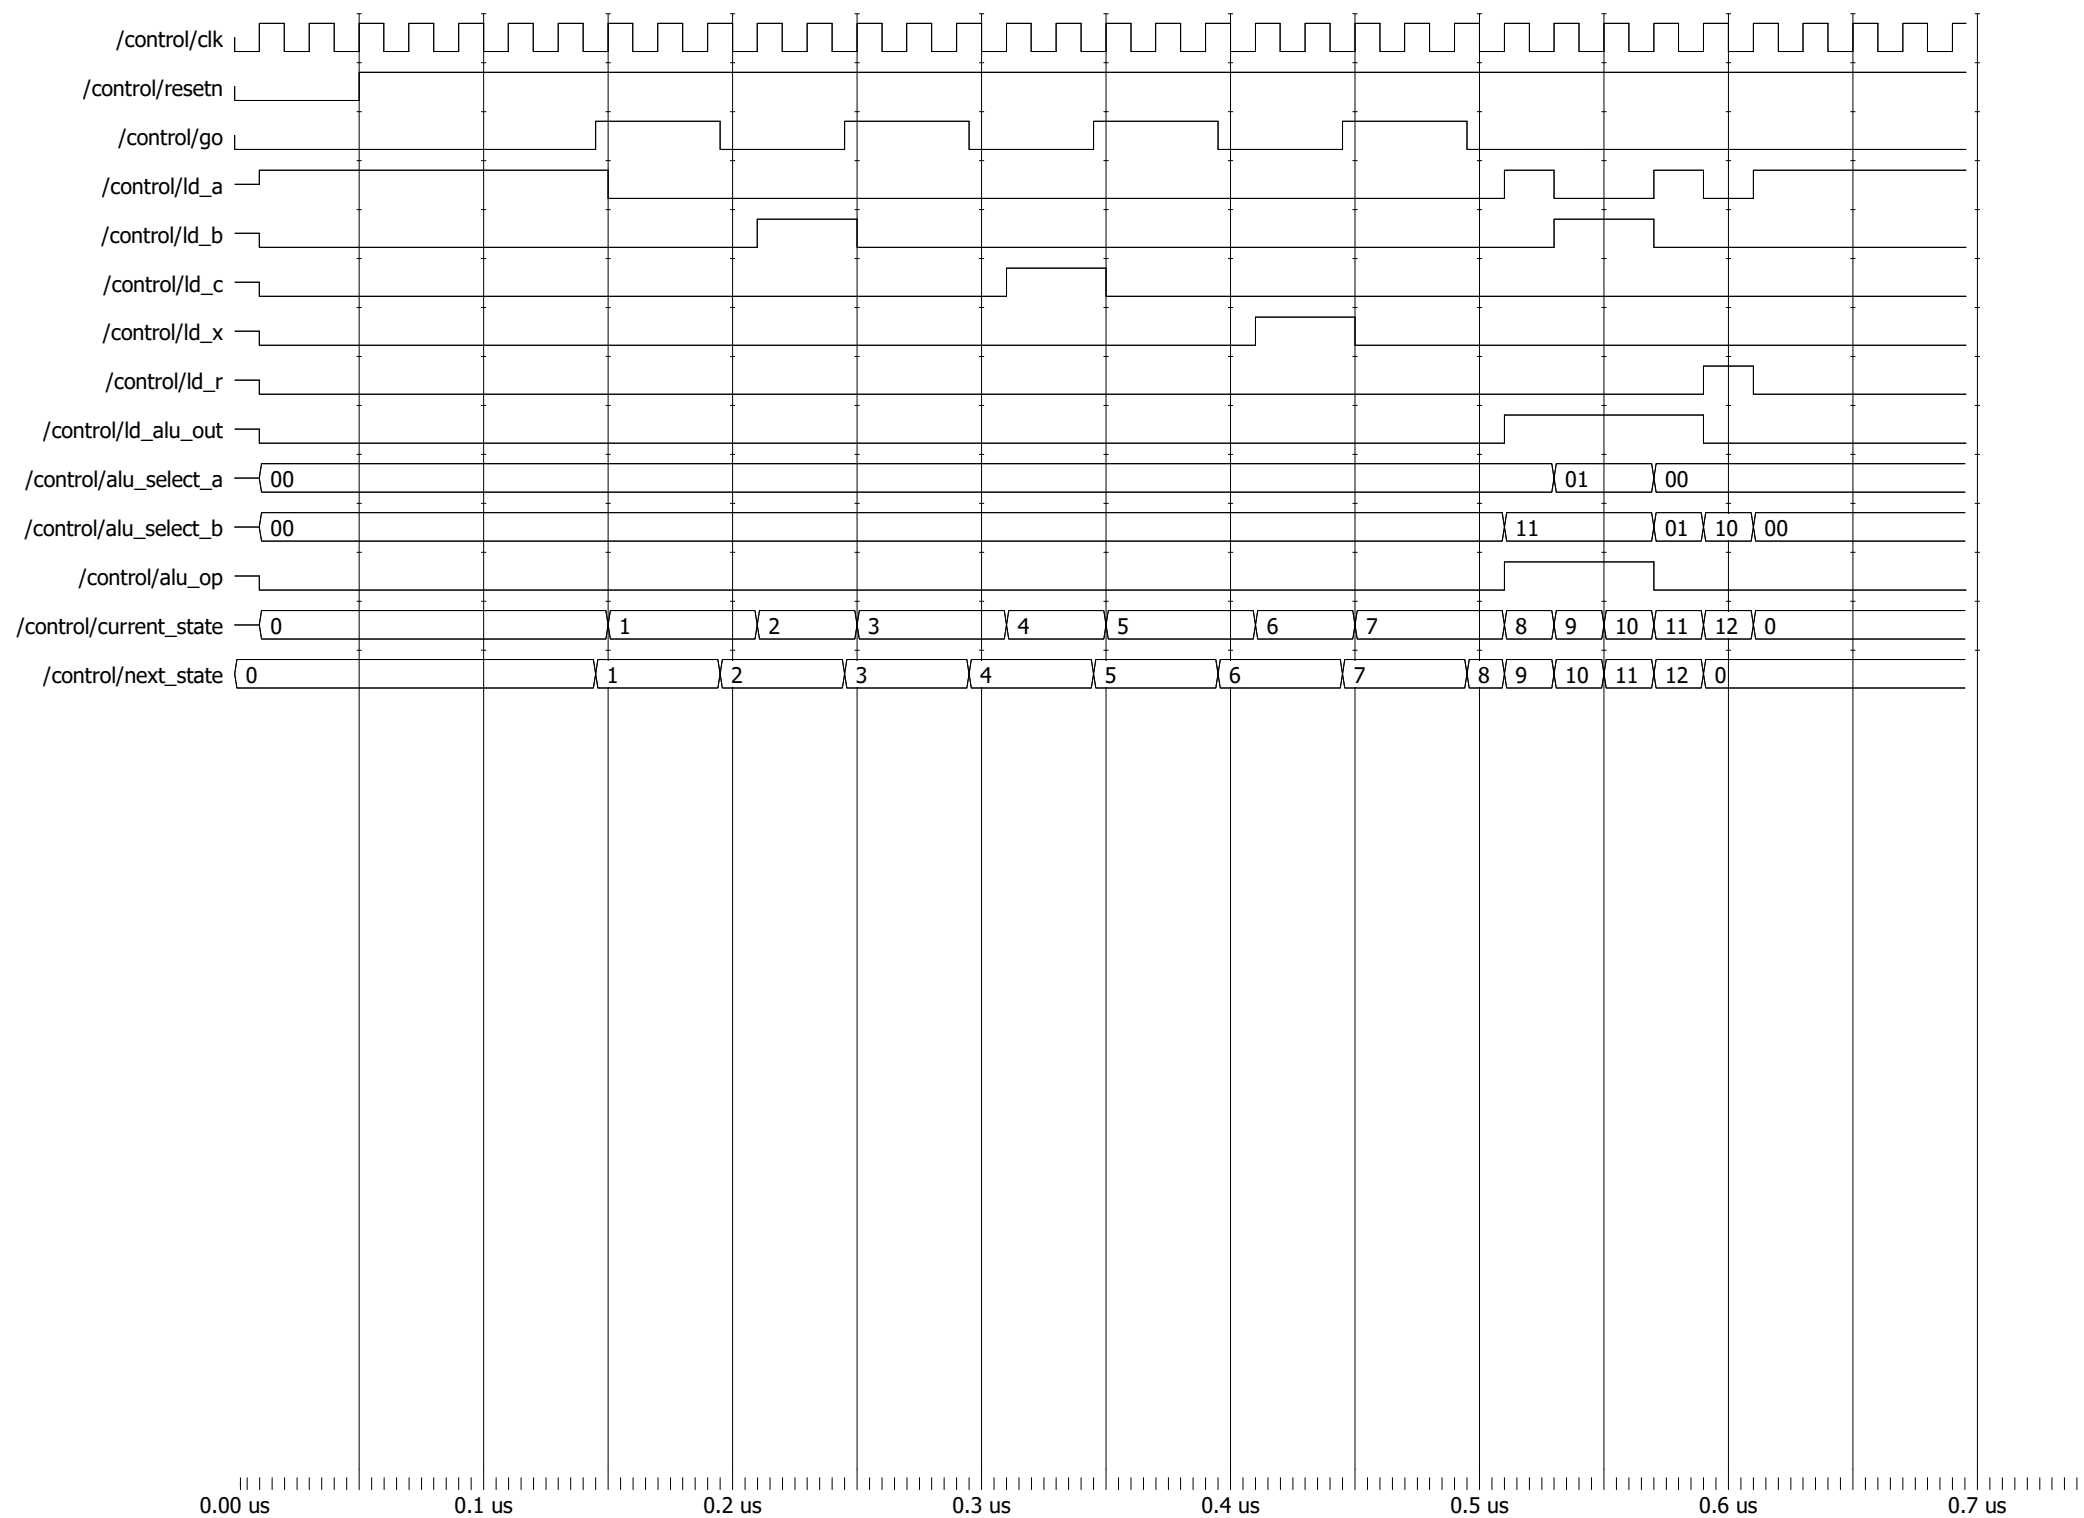 /control/clk
/control/resetn
/control/go
/control/ld_a
/control/ld_b
/control/ld_c
/control/ld_x
/control/ld_r
/control/ld_alu_out
/control/alu_select_a 00 01 00
/control/alu_select_b 00 11 01 10 00
/control/alu_op
/control/current_state 0 1 2 3 4 5 6 7 8 9 10 11 12 0
/control/next_state 0 1 2 3 4 5 6 7 8 9 10 11 12 0
0.00 us 0.1 us 0.2 us 0.3 us 0.4 us 0.5 us 0.6 us 0.7 us